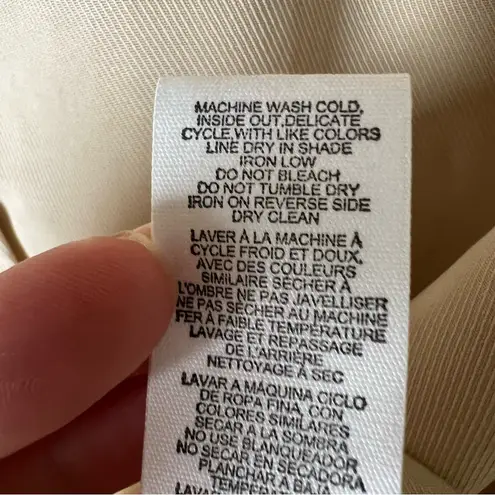 MACHINE WASH COLD,
INSIDE OUT,DELICATE
CYCLE,WITH LIKE COLORS
LINE DRY IN SHADE
IRON LOW
DO NOT BLEACH
DO NOT TUMBLE DRY
IRON ON REVERSE SIDE
DRY CLEAN
LAVER À LA MACHINE À
CYCLE FROID ET DOUX,
AVEC DES COULEURS
SIMILAIRE SÉCHER À
L'OMBRE NE PAS JAVELLISER
NE PAS SÉCHER AU MACHINE
FER À FAIBLE TEMPÉRATURE
LAVAGE ET REPASSAGE
DE L'ARRIÈRE
NETTOYAGE À SEC
LAVAR A MÁQUINA CICLO
DE ROPA FINA, CON
COLORES SIMILARES
SECAR A LA SOMBRA
NO USE BLANQUEADOR
NO SECAR EN SECADORA
PLANCHAR A BAJA